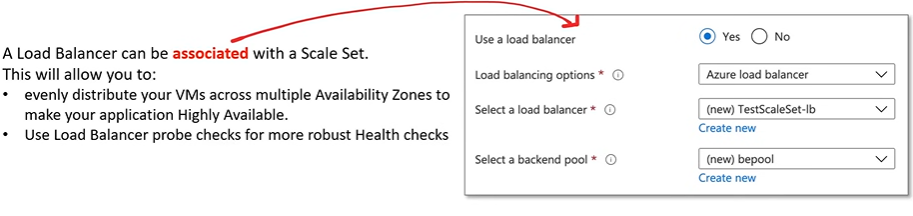 A Load Balancer can be associated with a Scale Set.
This will allow you to:
• evenly distribute your VMs across multiple Availability Zones to
make your application Highly Available.
• Use Load Balancer probe checks for more robust Health checks
Use a load balancer Yes No
Load balancing options * Azure load balancer
Select a load balancer * (new) TestScaleSet-lb
Create new
Select a backend pool * (new) bepool
Create new